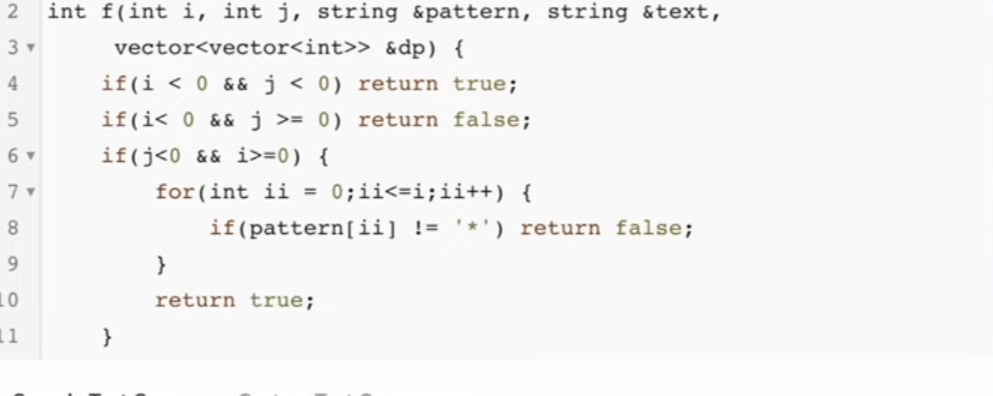 2 int f(int i, int j, string &pattern, string &text,
3 vector<vector<int>> &dp) {
4 if(i < 0 && j < 0) return true;
5 if(i< 0 && j >= 0) return false;
6 if(j<0 && i>=0) {
7 for(int ii = 0;ii<=i;ii++) {
8 if(pattern[ii] != '*') return false;
9 }
10 return true;
11 }